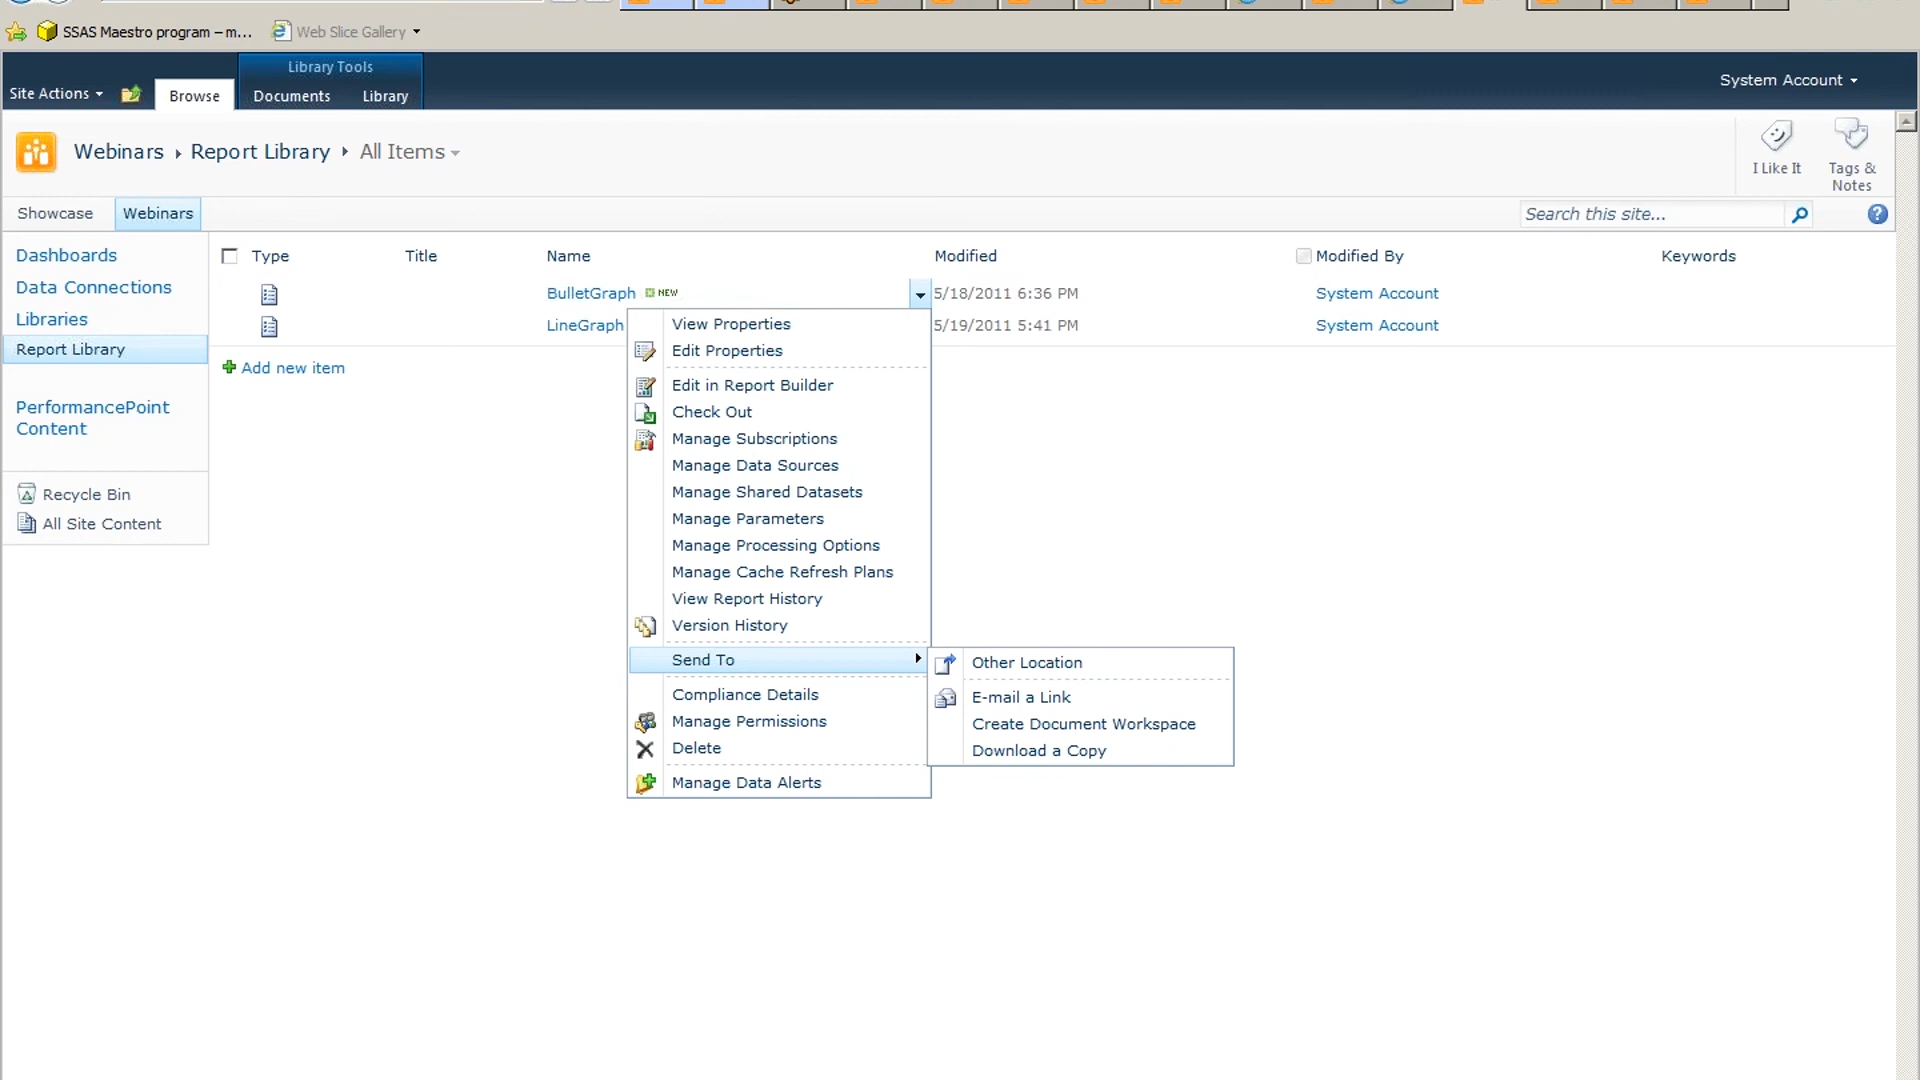 SSAS Maestro program – m...
Web Slice Gallery
Library Tools
Site Actions
Browse
Documents
Library
System Account
Webinars
Report Library
All Items
I Like It
Tags &
Notes
Showcase
Webinars
Search this site...
Dashboards
Data Connections
Libraries
Report Library
PerformancePoint
Content
Recycle Bin
All Site Content
Type
Title
Name
Modified
Modified By
Keywords
BulletGraph NEW
5/18/2011 6:36 PM
System Account
LineGraph
5/19/2011 5:41 PM
System Account
Add new item
View Properties
Edit Properties
Edit in Report Builder
Check Out
Manage Subscriptions
Manage Data Sources
Manage Shared Datasets
Manage Parameters
Manage Processing Options
Manage Cache Refresh Plans
View Report History
Version History
Send To
Compliance Details
Manage Permissions
Delete
Manage Data Alerts
Other Location
E-mail a Link
Create Document Workspace
Download a Copy